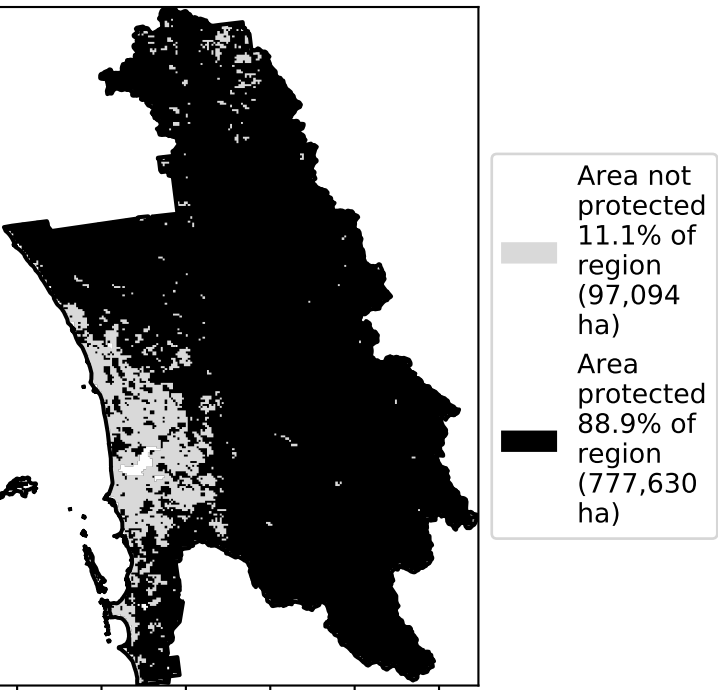 Area not
protected
11.1% of
region
(97,094
ha)
Area
protected
88.9% of
region
(777,630
ha)